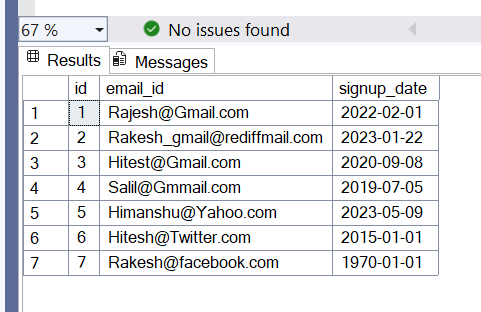 67 % No issues found
Results Messages
id email_id signup_date
1 1 Rajesh@Gmail.com 2022-02-01
2 2 Rakesh_gmail@rediffmail.com 2023-01-22
3 3 Hitest@Gmail.com 2020-09-08
4 4 Salil@Gmmail.com 2019-07-05
5 5 Himanshu@Yahoo.com 2023-05-09
6 6 Hitesh@Twitter.com 2015-01-01
7 7 Rakesh@facebook.com 1970-01-01